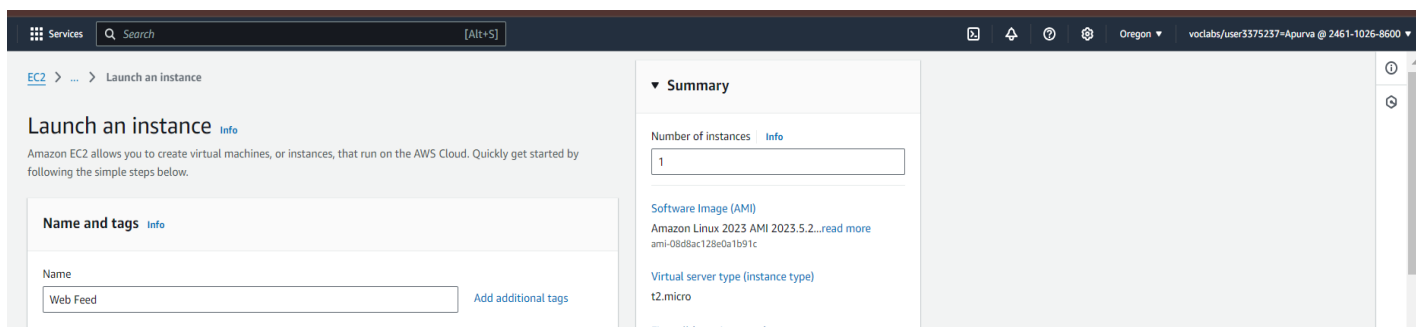 Services Search [Alt+S] Oregon voclabs/user3375237=Apurva @ 2461-1026-8600
EC2 > ... > Launch an instance
Launch an instance Info
Amazon EC2 allows you to create virtual machines, or instances, that run on the AWS Cloud. Quickly get started by
following the simple steps below.
Name and tags Info
Name
Web Feed Add additional tags
Summary
Number of instances Info
1
Software Image (AMI)
Amazon Linux 2023 AMI 2023.5.2...read more
ami-08d8ac128e0a1b91c
Virtual server type (instance type)
t2.micro